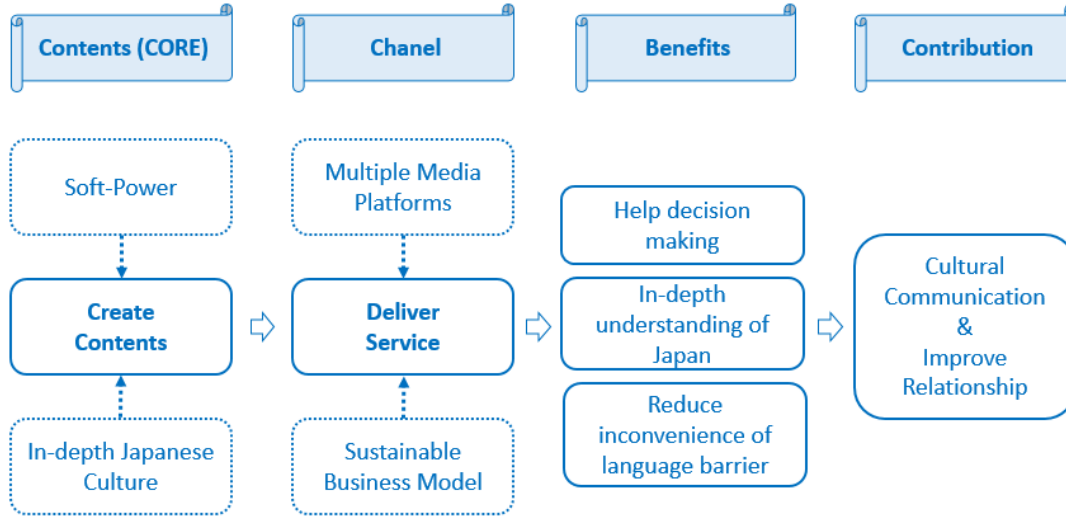 Contents (CORE)
Chanel
Benefits
Contribution
Soft-Power
Create
Contents
In-depth Japanese
Culture
Multiple Media
Platforms
Deliver
Service
Sustainable
Business Model
Help decision
making
In-depth
understanding of
Japan
Reduce
inconvenience of
language barrier
Cultural
Communication
&
Improve
Relationship